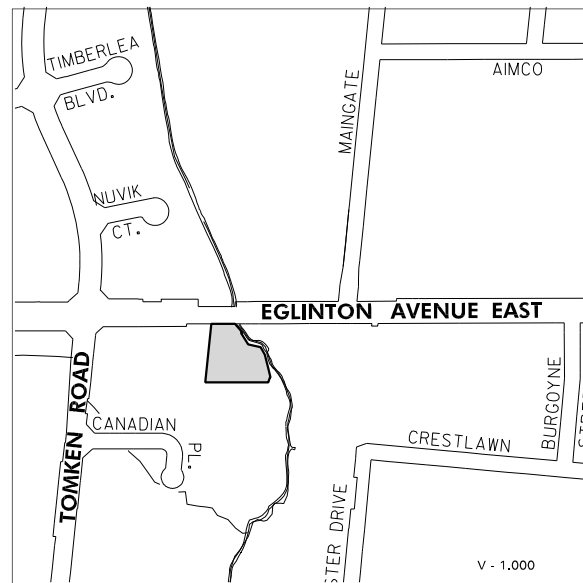 TIMBERLEA
BLVD.
AIMCO
MAINGATE
NUVIK
CT.
EGLINTON AVENUE EAST
TOMKEN ROAD
CANADIAN
PL.
CRESTLAWN
BURGOYNE
DRIVE
V - 1.000